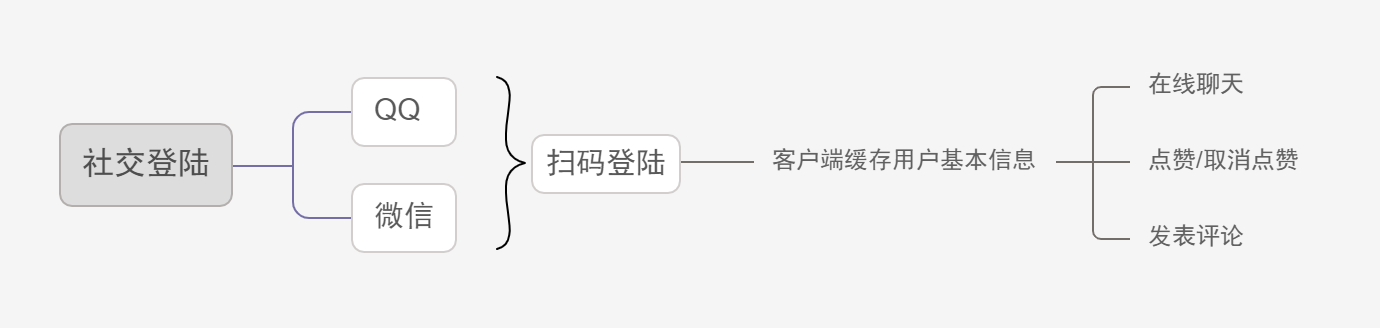 社交登陆
QQ
微信
扫码登陆
客户端缓存用户基本信息
在线聊天
点赞/取消点赞
发表评论